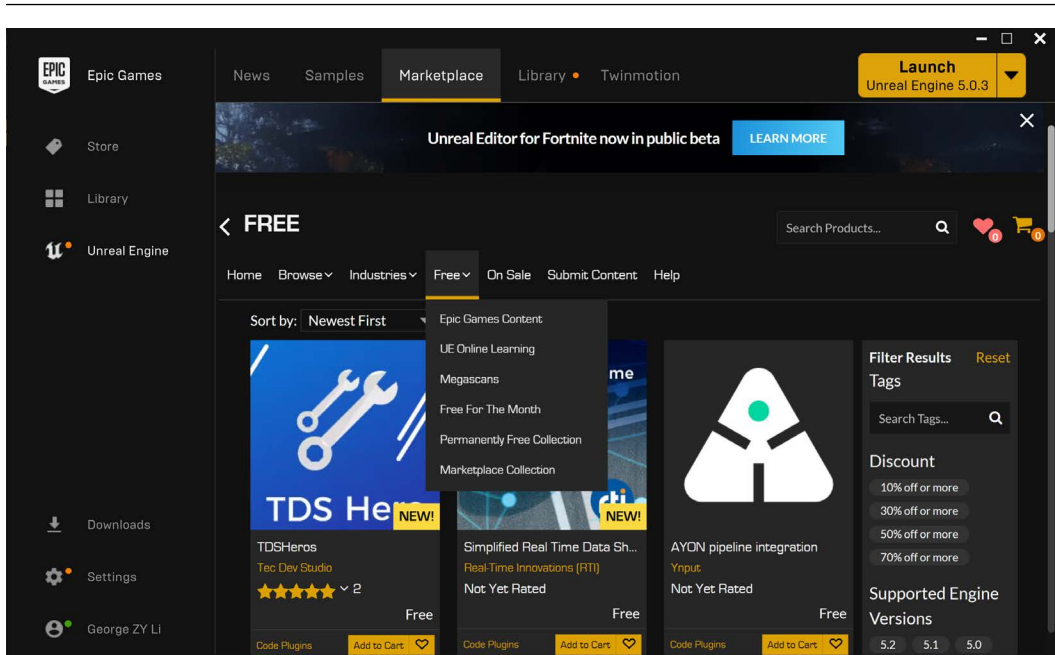 EPIC
GAMES
Epic Games
News Samples Marketplace Library Twinmotion
Launch
Unreal Engine 5.0.3
Store
Library
Unreal Engine
Downloads
Settings
George ZY Li
Unreal Editor for Fortnite now in public beta LEARN MORE
FREE
Search Products...
0
0
Home Browse Industries Free On Sale Submit Content Help
Sort by: Newest First
Epic Games Content
UE Online Learning
Megascans
Free For The Month
Permanently Free Collection
Marketplace Collection
TDS He
NEW!
TDSHeros
Tec Dev Studio
2
Free
Code Plugins Add to Cart
me
rti
NEW!
Simplified Real Time Data Sh...
Real-Time Innovations (RTI)
Not Yet Rated
Free
Code Plugins Add to Cart
AYON pipeline integration
Ynput
Not Yet Rated
Free
Code Plugins Add to Cart
Filter Results Reset
Tags
Search Tags...
Discount
10% off or more
30% off or more
50% off or more
70% off or more
Supported Engine
Versions
5.2 5.1 5.0